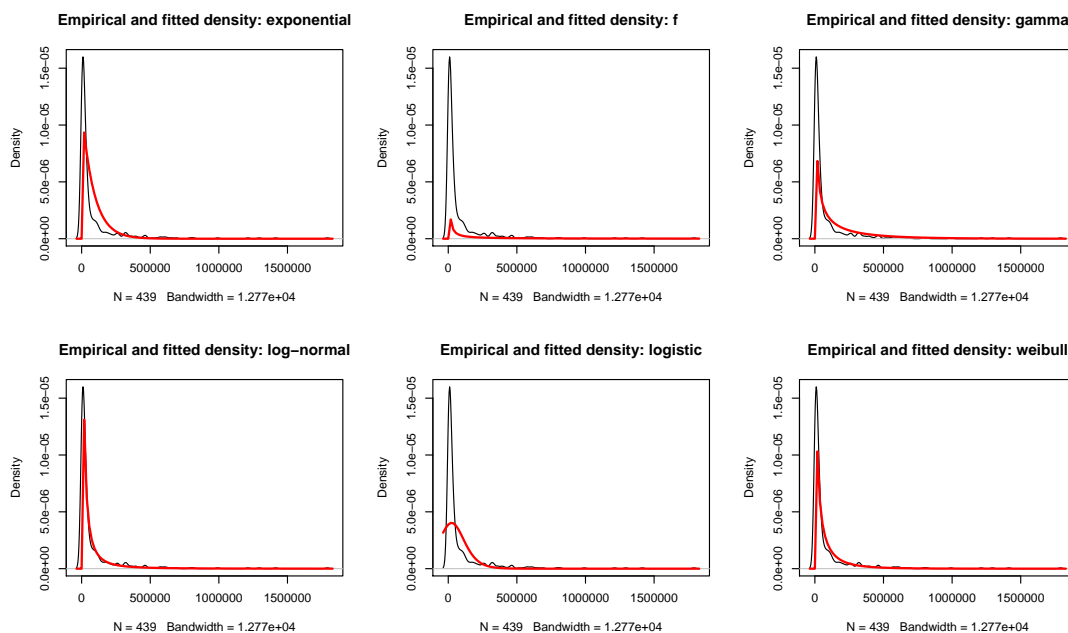 Empirical and fitted density: exponential
Density
0.0e+00 5.0e-06 1.0e-05 1.5e-05
0 500000 1000000 1500000
N = 439 Bandwidth = 1.277e+04
Empirical and fitted density: f
Density
0.0e+00 5.0e-06 1.0e-05 1.5e-05
0 500000 1000000 1500000
N = 439 Bandwidth = 1.277e+04
Empirical and fitted density: gamma
Density
0.0e+00 5.0e-06 1.0e-05 1.5e-05
0 500000 1000000 1500000
N = 439 Bandwidth = 1.277e+04
Empirical and fitted density: log−normal
Density
0.0e+00 5.0e-06 1.0e-05 1.5e-05
0 500000 1000000 1500000
N = 439 Bandwidth = 1.277e+04
Empirical and fitted density: logistic
Density
0.0e+00 5.0e-06 1.0e-05 1.5e-05
0 500000 1000000 1500000
N = 439 Bandwidth = 1.277e+04
Empirical and fitted density: weibull
Density
0.0e+00 5.0e-06 1.0e-05 1.5e-05
0 500000 1000000 1500000
N = 439 Bandwidth = 1.277e+04